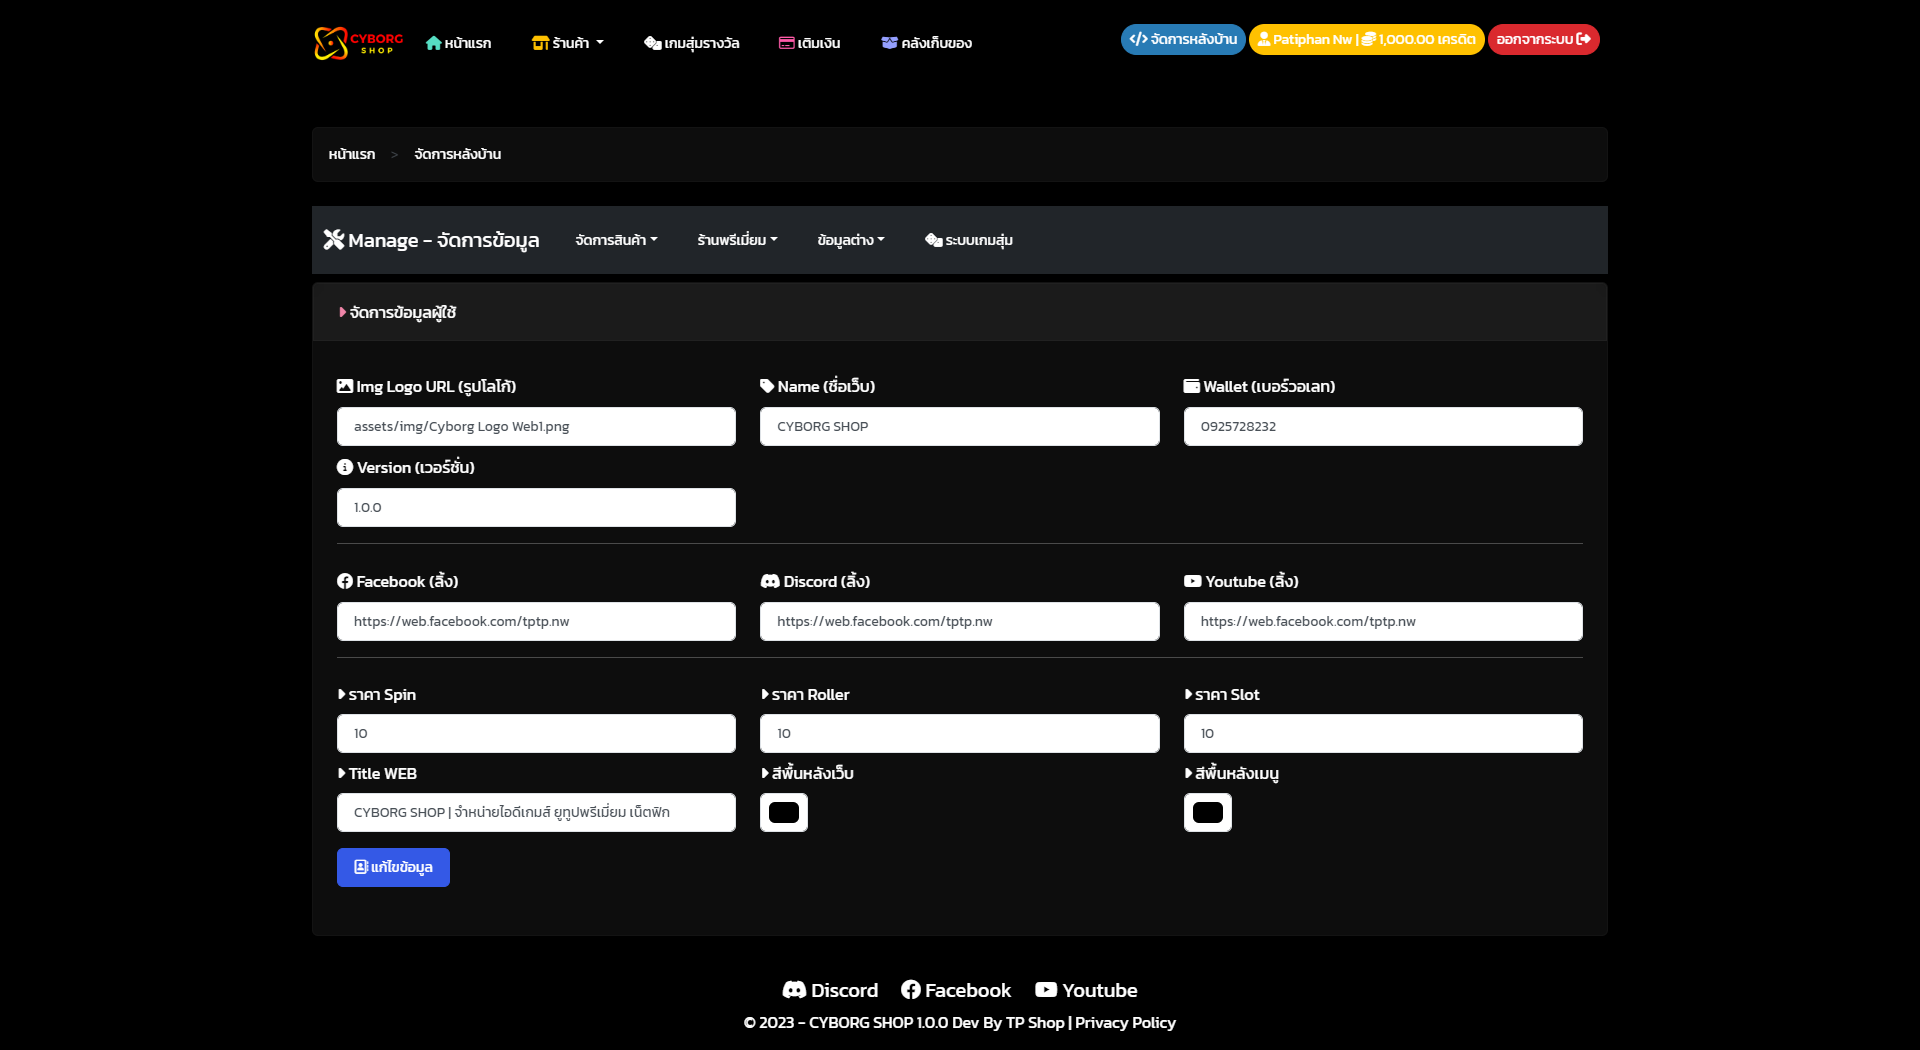 CYBORG
SHOP
หน้าแรก
ร้านค้า
เกมสุ่มรางวัล
เติมเงิน
คลังเก็บของ
จัดการหลังบ้าน
Patiphan Nw | 1,000.00 เครดิต
ออกจากระบบ
หน้าแรก > จัดการหลังบ้าน
Manage - จัดการข้อมูล
จัดการสินค้า
ร้านพรีเมี่ยม
ข้อมูลต่าง
ระบบเกมสุ่ม
จัดการข้อมูลผู้ใช้
Img Logo URL (รูปโลโก้)
Name (ชื่อเว็บ)
Wallet (เบอร์วอเลท)
assets/img/Cyborg Logo Web1.png
CYBORG SHOP
0925728232
Version (เวอร์ชั่น)
1.0.0
Facebook (ลิ้ง)
Discord (ลิ้ง)
Youtube (ลิ้ง)
https://web.facebook.com/tptp.nw
https://web.facebook.com/tptp.nw
https://web.facebook.com/tptp.nw
ราคา Spin
ราคา Roller
ราคา Slot
10
10
10
Title WEB
สีพื้นหลังเว็บ
สีพื้นหลังเมนู
CYBORG SHOP | จำหน่ายไอดีเกมส์ ยูทูปพรีเมี่ยม เน็ตฟิก
แก้ไขข้อมูล
Discord
Facebook
Youtube
© 2023 - CYBORG SHOP 1.0.0 Dev By TP Shop | Privacy Policy